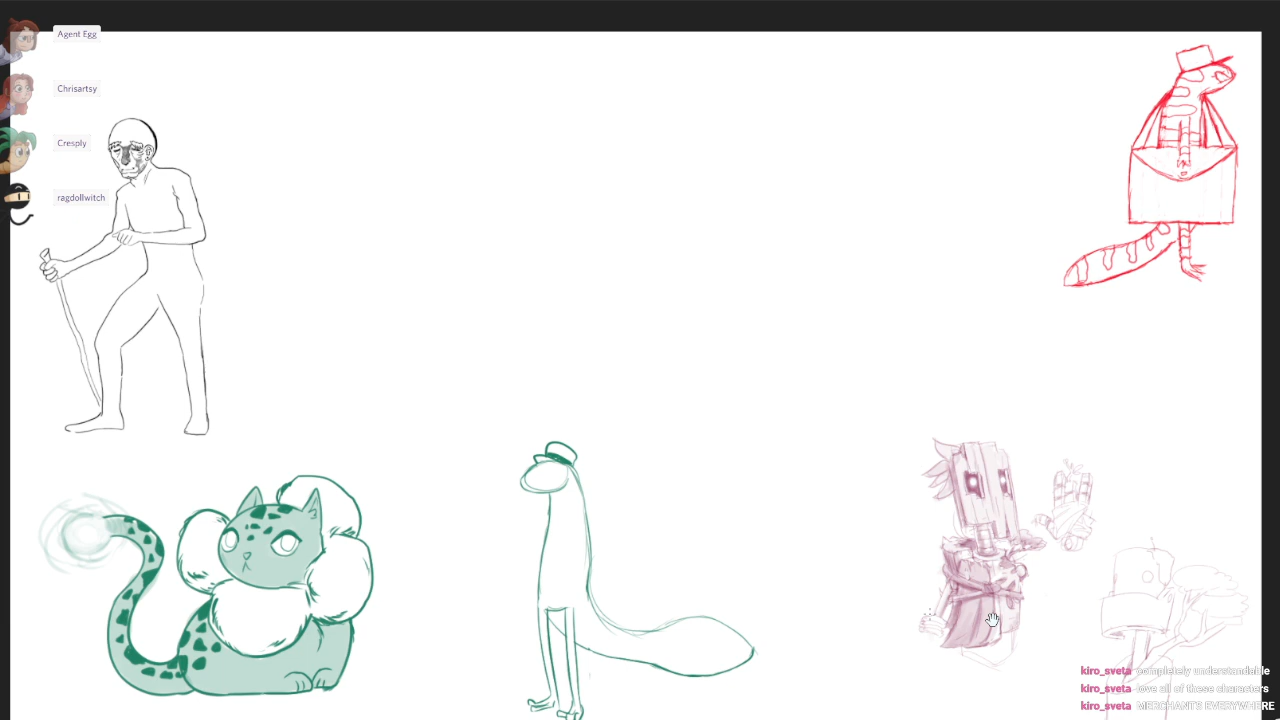 Agent Egg
Chrisartsy
Cresply
ragdollwitch
kiro_sveta completely understandable
kiro_sveta love all of these characters
kiro_sveta MERCHANTS EVERYWHERE